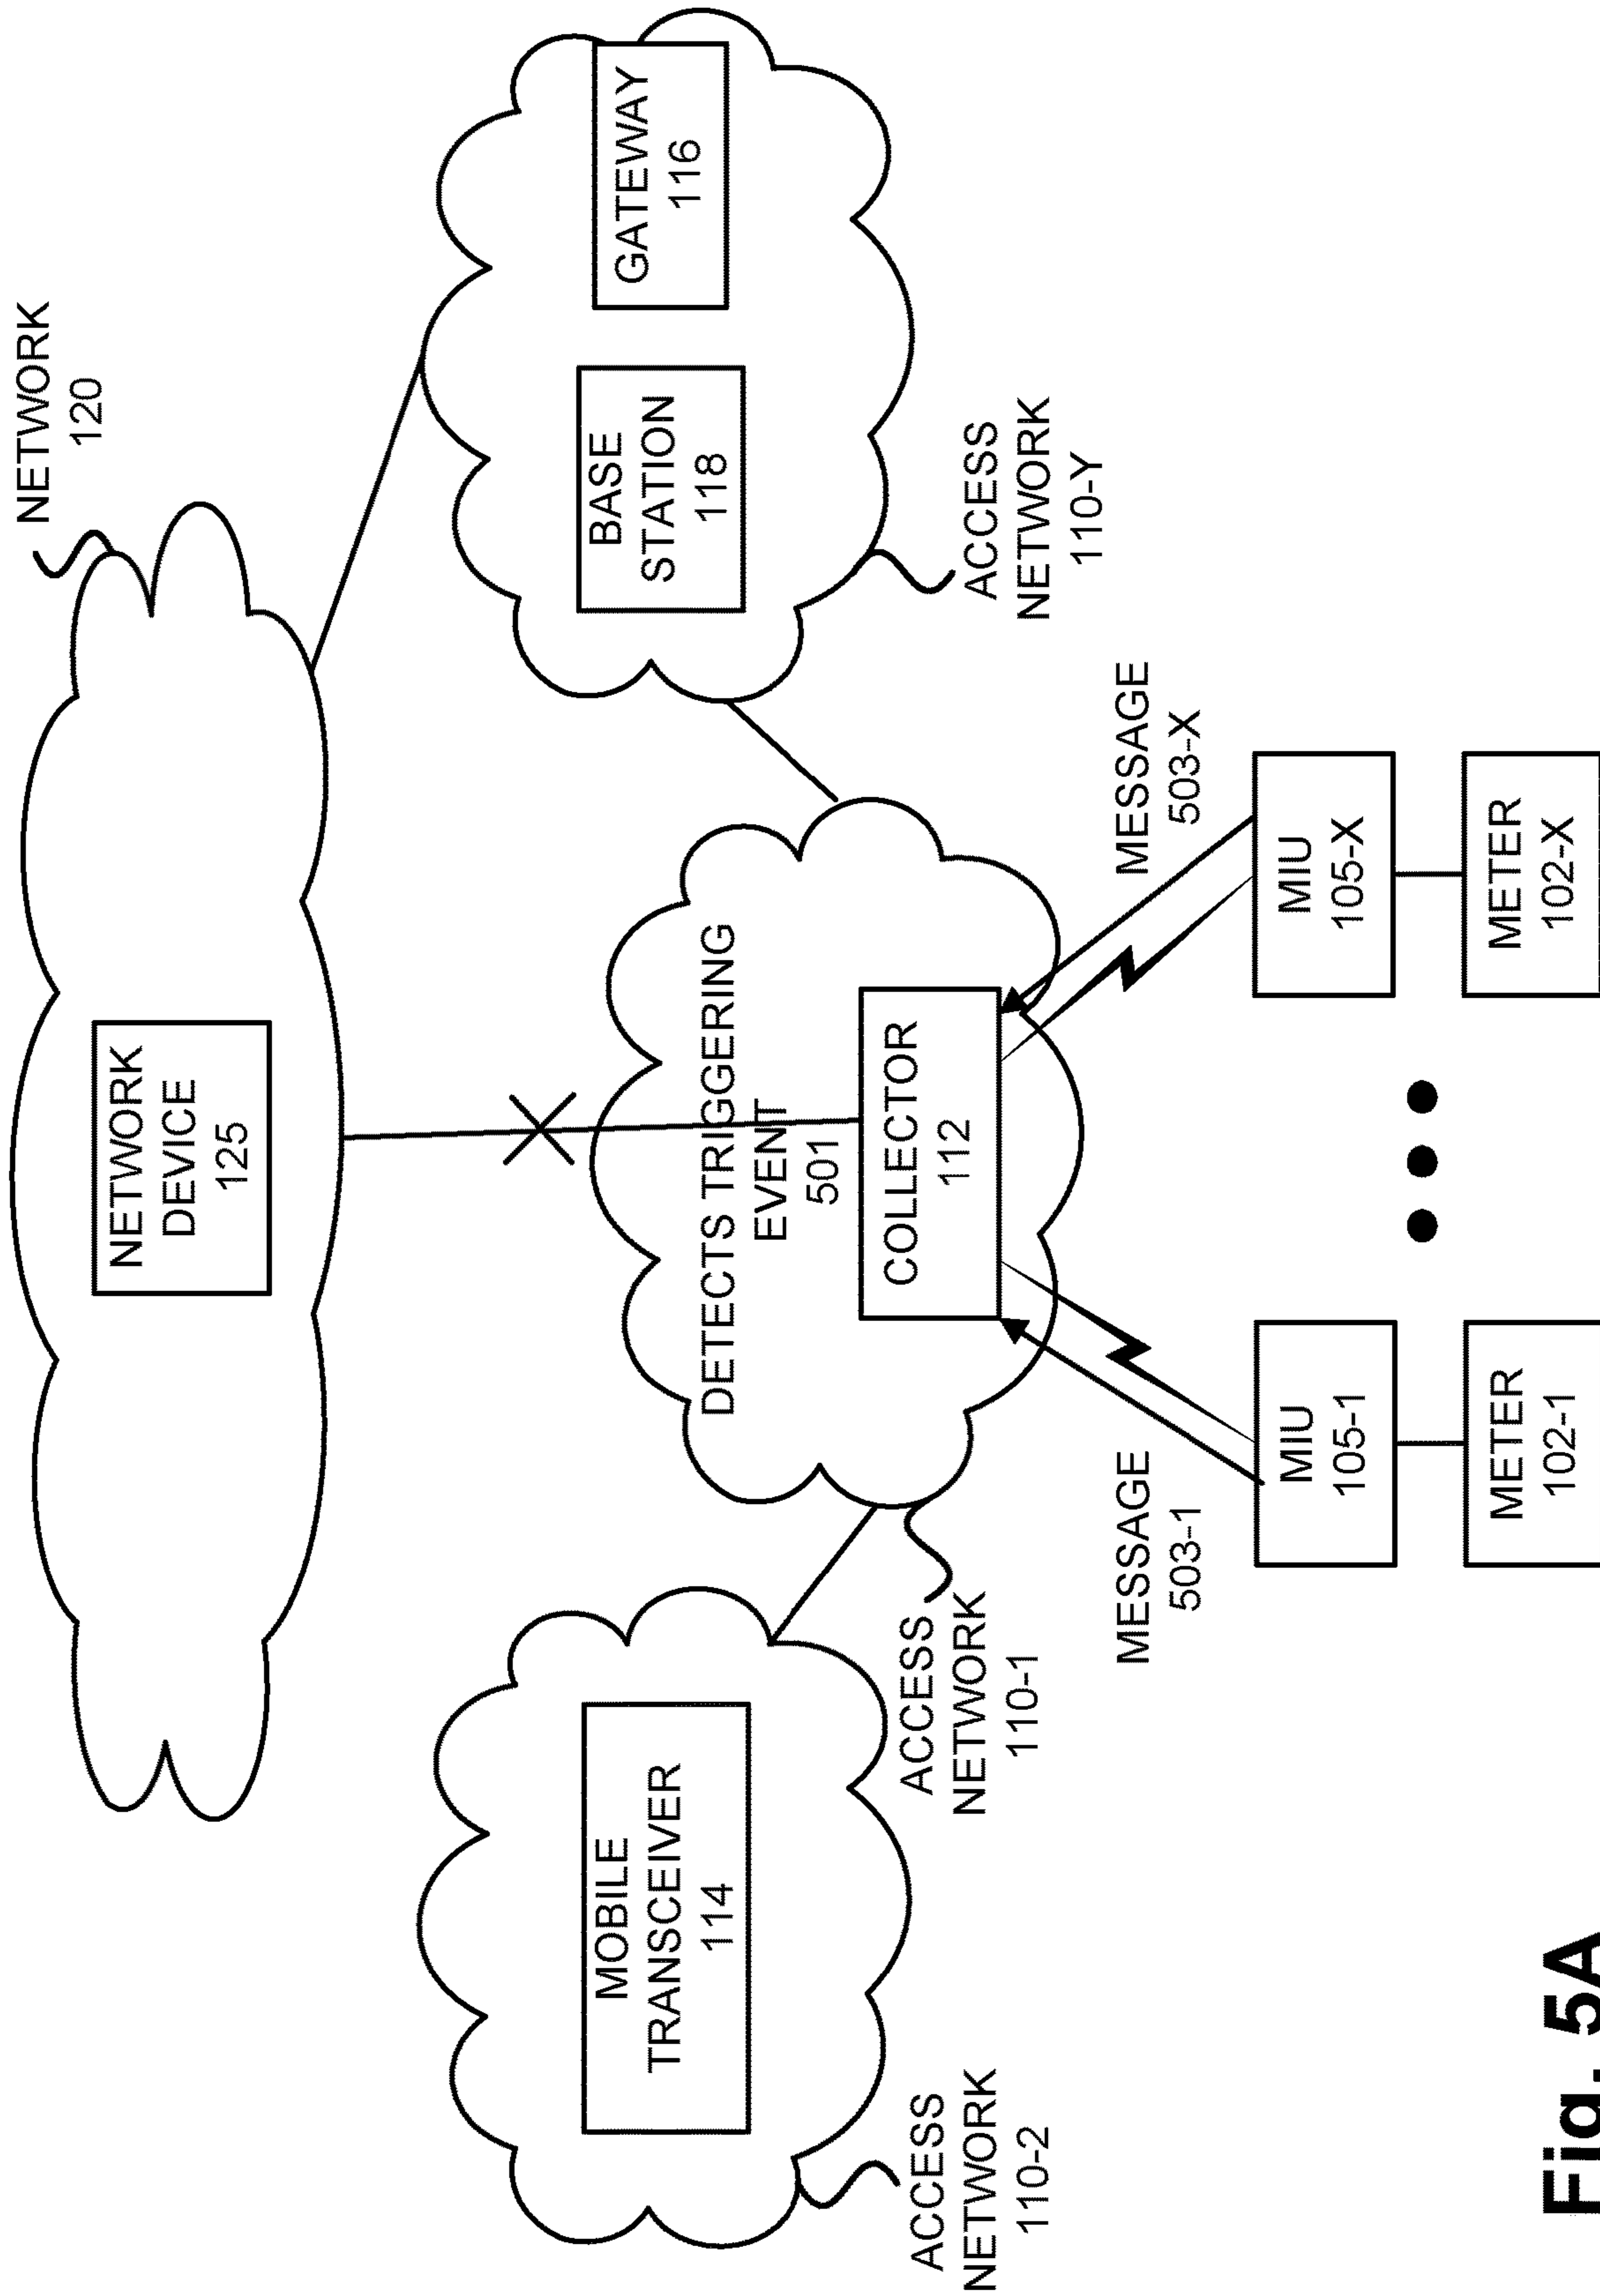 NETWORK
120
NETWORK
DEVICE
125
MOBILE
TRANSCEIVER
114
ACCESS
NETWORK
110-2
DETECTS TRIGGERING
EVENT
501
COLLECTOR
112
ACCESS
NETWORK
110-1
BASE
STATION
118
GATEWAY
116
ACCESS
NETWORK
110-Y
MESSAGE
503-1
MESSAGE
503-X
MIU
105-1
MIU
105-X
METER
102-1
METER
102-X
Fig. 5A